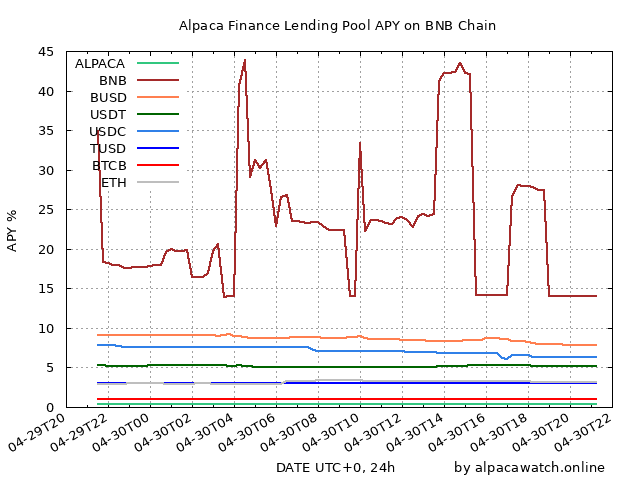 Alpaca Finance Lending Pool APY on BNB Chain
45
40
35
30
25
20
15
10
5
0
APY %
ALPACA
BNB
BUSD
USDT
USDC
TUSD
BTCB
ETH
04-29T20
04-29T22
04-30T00
04-30T02
04-30T04
04-30T06
04-30T08
04-30T10
04-30T12
04-30T14
04-30T16
04-30T18
04-30T20
04-30T22
DATE UTC+0, 24h
by alpacawatch.online